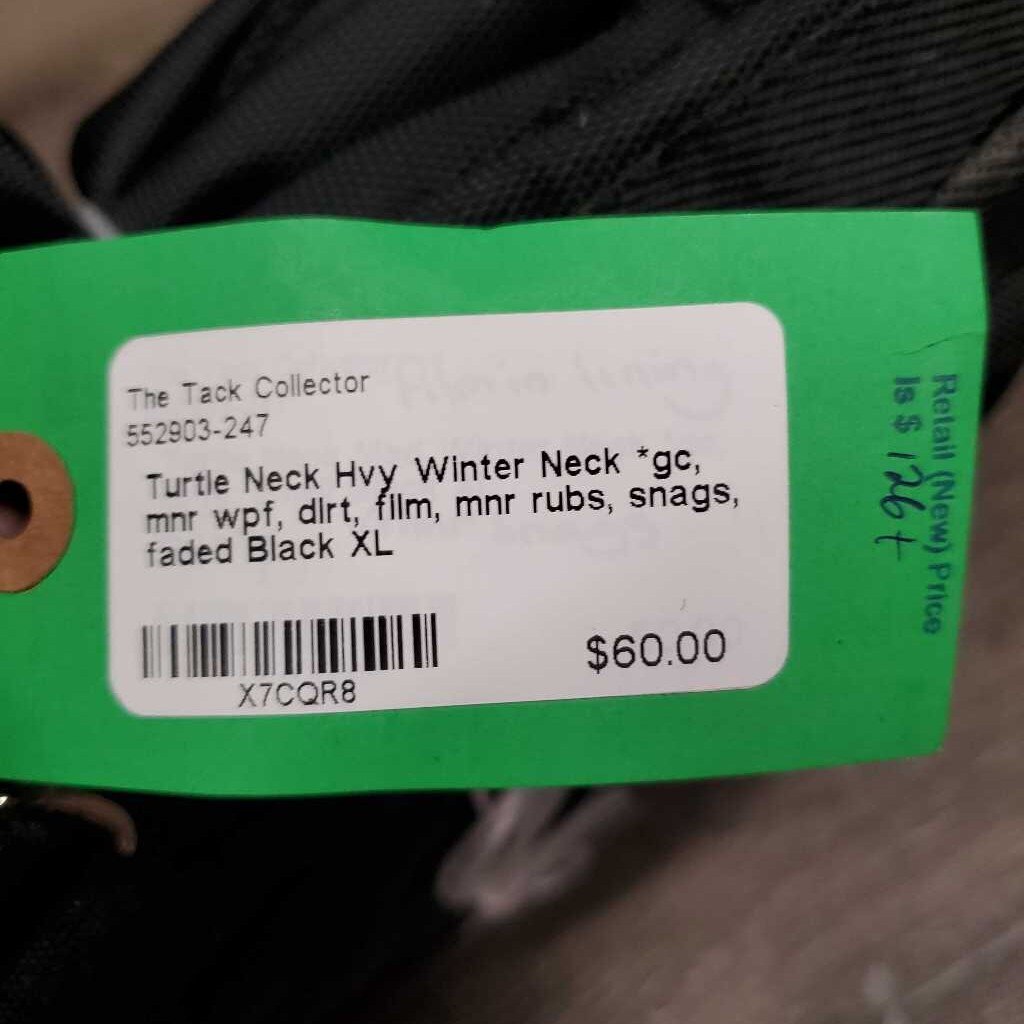 The Tack Collector
552903-247
Turtle Neck Hvy Winter Neck *gc,
mnr wpf, dirt, film, mnr rubs, snags,
faded Black XL
X7CQR8
$60.00
Retail (New) Price
Is $ 126+